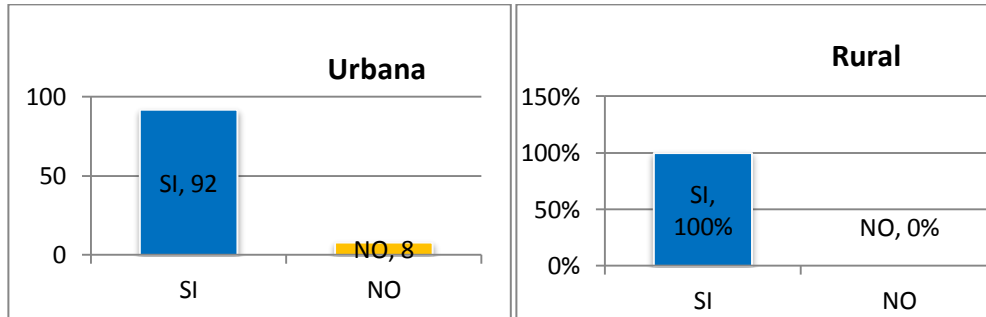 Urbana
100
50
0
SI, 92
NO, 8
SI
NO
Rural
150%
100%
50%
0%
SI,
100%
NO, 0%
SI
NO